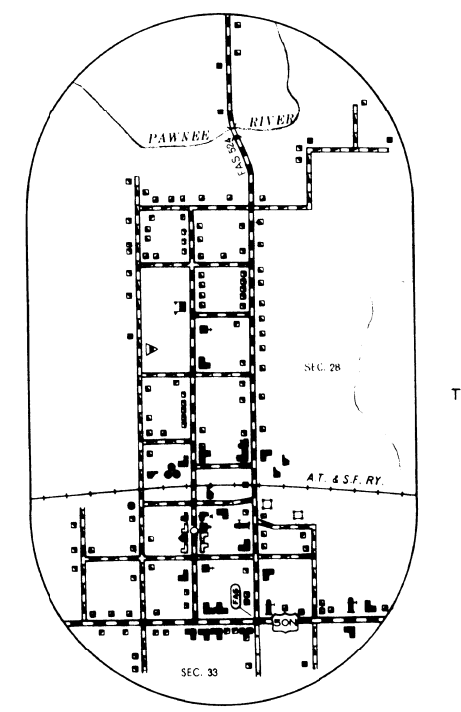 PAWNEE RIVER
FAS 524
SEC. 28
T
A.T. & S.F. RY.
FAS
50N
SEC. 33